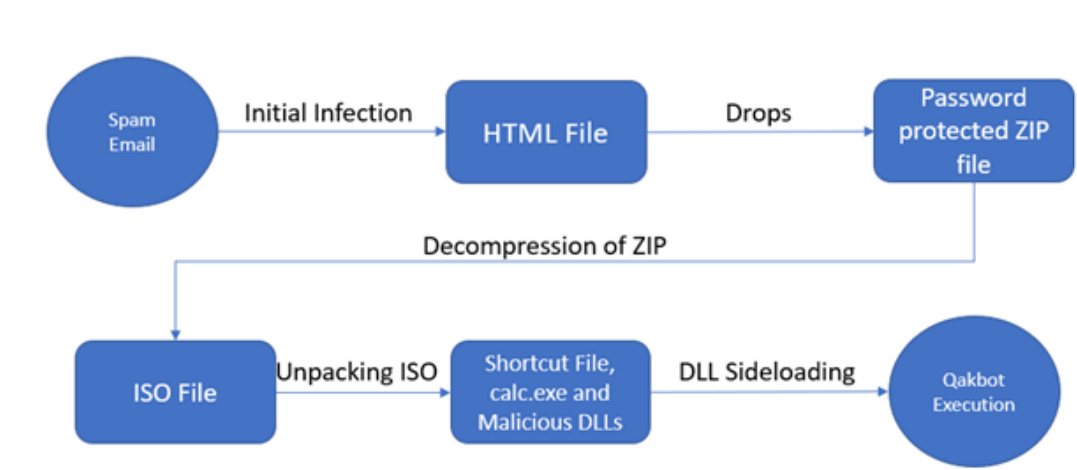 Spam
Email
Initial Infection
HTML File
Drops
Password
protected ZIP
file
Decompression of ZIP
ISO File
Unpacking ISO
Shortcut File,
calc.exe and
Malicious DLLs
DLL Sideloading
Qakbot
Execution